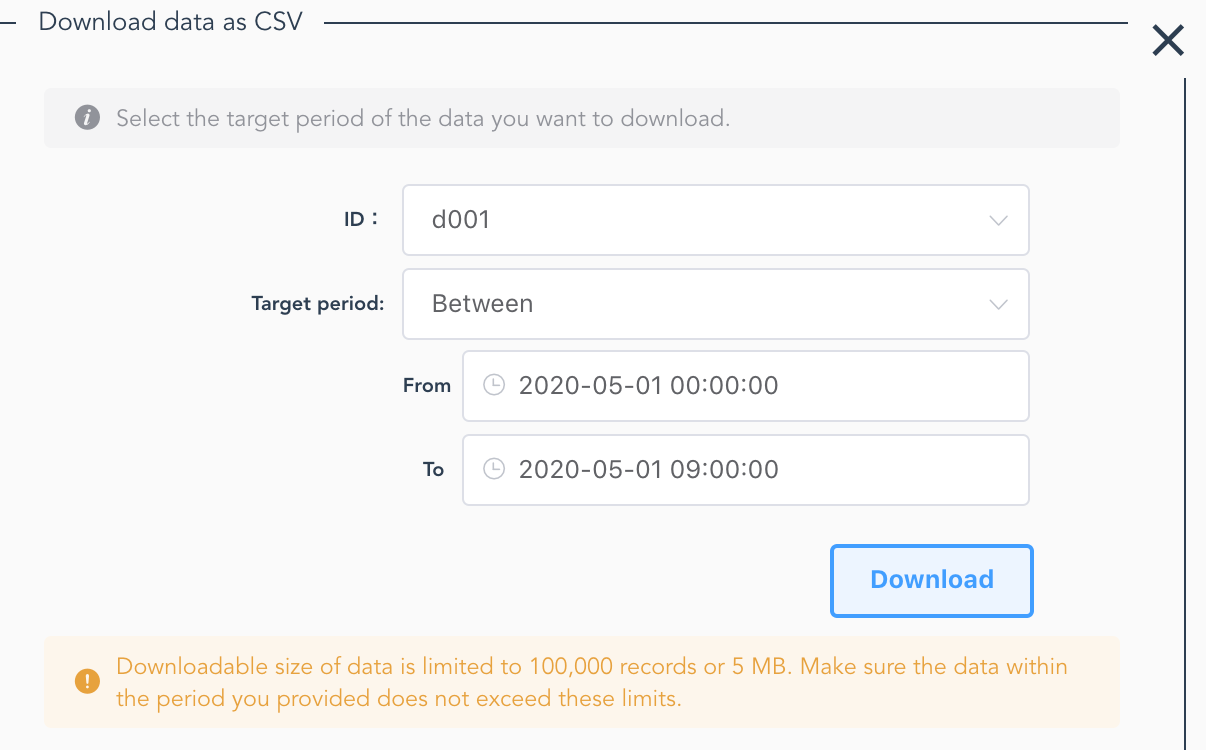 Download data as CSV
Select the target period of the data you want to download.
ID：
d001
Target period:
Between
From
2020-05-01 00:00:00
To
2020-05-01 09:00:00
Download
Downloadable size of data is limited to 100,000 records or 5 MB. Make sure the data within
the period you provided does not exceed these limits.